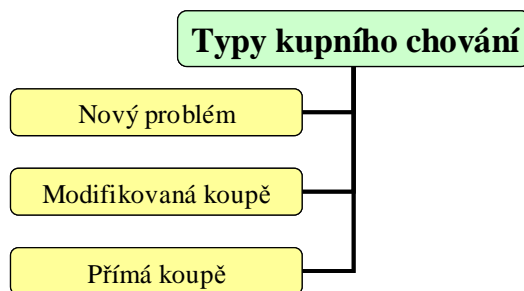 Typy kupního chování
Nový problém
Modifikovaná koupě
Přímá koupě